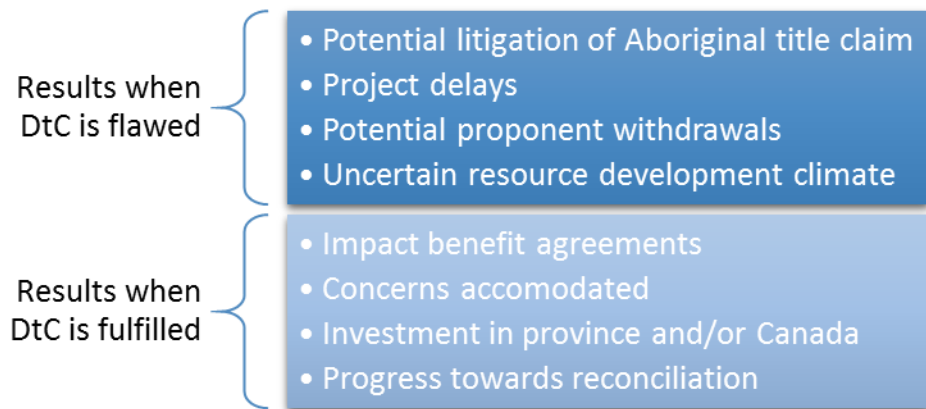 Results when
DtC is flawed
• Potential litigation of Aboriginal title claim
• Project delays
• Potential proponent withdrawals
• Uncertain resource development climate
Results when
DtC is fulfilled
• Impact benefit agreements
• Concerns accomodated
• Investment in province and/or Canada
• Progress towards reconciliation